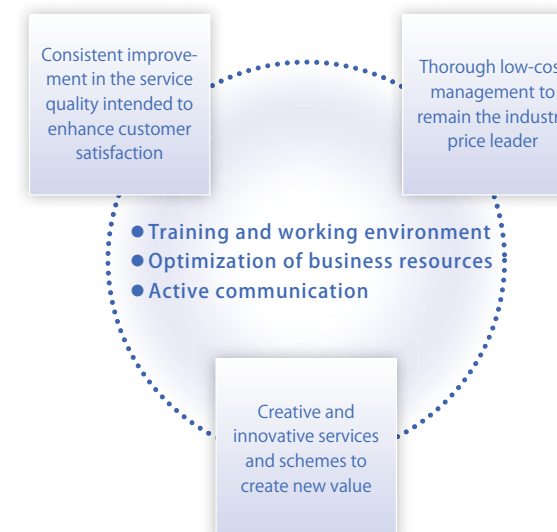 Consistent improve-
ment in the service
quality intended to
enhance customer
satisfaction
Thorough low-cos
management to
remain the industr
price leader
● Training and working environment
● Optimization of business resources
● Active communication
Creative and
innovative services
and schemes to
create new value